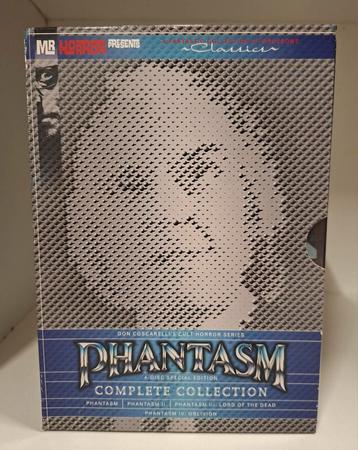 MR HORROR PRESENTS
Classics
DON COSCARELLI'S CULT HORROR SERIES
PHANTASM
4-DISC SPECIAL EDITION
COMPLETE COLLECTION
PHANTASM | PHANTASM II | PHANTASM III: LORD OF THE DEAD
PHANTASM IV: OBLIVION